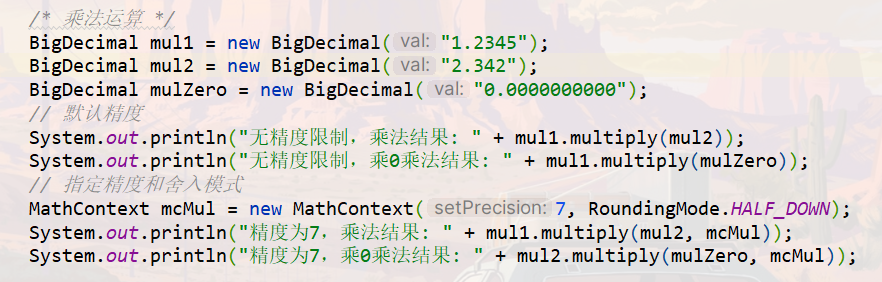 /* 乘法运算 */
BigDecimal mul1 = new BigDecimal( val: "1.2345");
BigDecimal mul2 = new BigDecimal( val: "2.342");
BigDecimal mulZero = new BigDecimal( val: "0.0000000000");
// 默认精度
System.out.println("无精度限制，乘法结果: " + mul1.multiply(mul2));
System.out.println("无精度限制，乘0乘法结果: " + mul1.multiply(mulZero));
// 指定精度和舍入模式
MathContext mcMul = new MathContext( setPrecision: 7, RoundingMode.HALF_DOWN);
System.out.println("精度为7，乘法结果: " + mul1.multiply(mul2, mcMul));
System.out.println("精度为7，乘0乘法结果: " + mul2.multiply(mulZero, mcMul));